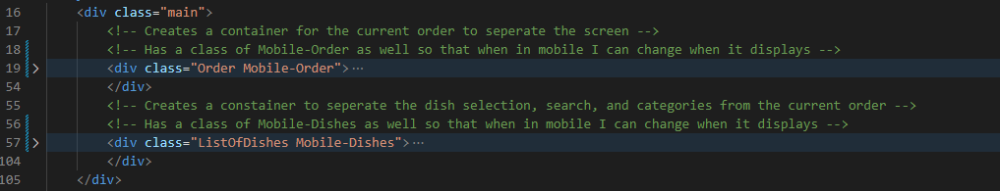 16 <div class="main">
17 <!-- Creates a container for the current order to seperate the screen -->
18 <!-- Has a class of Mobile-Order as well so that when in mobile I can change when it displays -->
19 > <div class="Order Mobile-Order">⋯
54 </div>
55 <!-- Creates a constainer to seperate the dish selection, search, and categories from the current order -->
56 <!-- Has a class of Mobile-Dishes as well so that when in mobile I can change when it displays -->
57 > <div class="ListOfDishes Mobile-Dishes">⋯
104 </div>
105 </div>